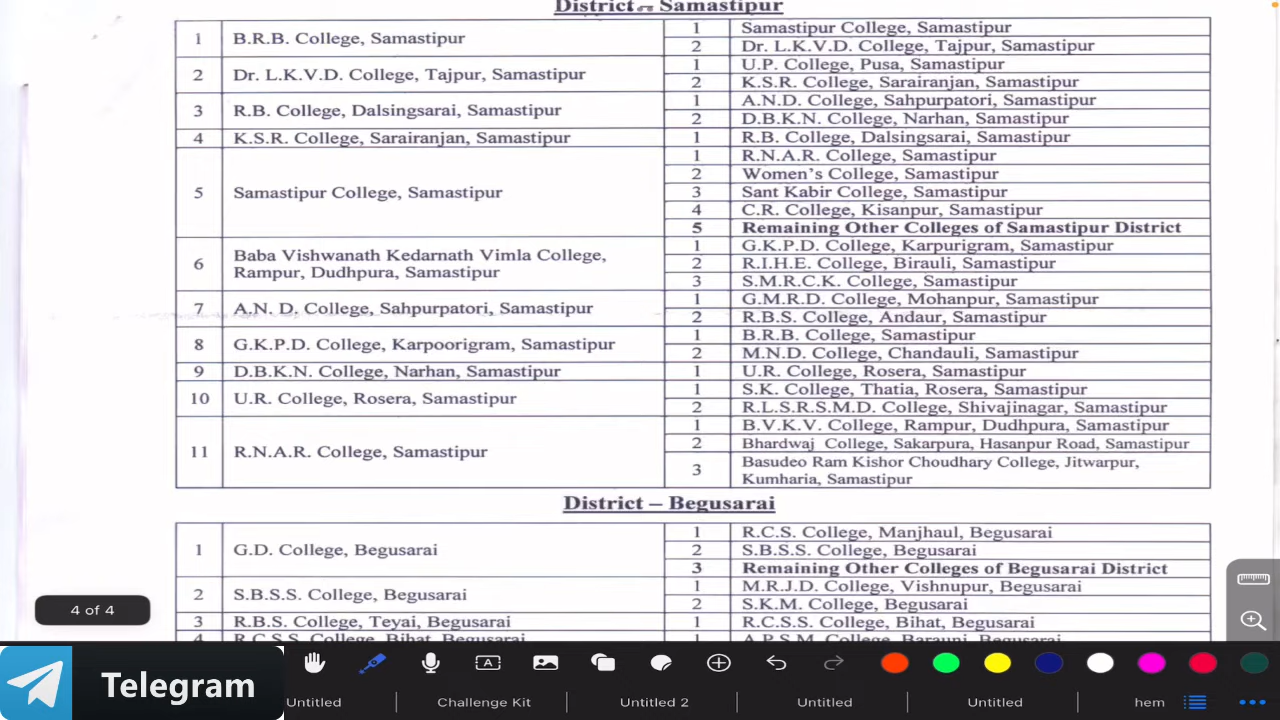 District – Samastipur
1 B.R.B. College, Samastipur
1 Samastipur College, Samastipur
2 Dr. L.K.V.D. College, Tajpur, Samastipur
2 Dr. L.K.V.D. College, Tajpur, Samastipur
1 U.P. College, Pusa, Samastipur
2 K.S.R. College, Sarairanjan, Samastipur
3 R.B. College, Dalsingsarai, Samastipur
1 A.N.D. College, Sahpurpatori, Samastipur
2 D.B.K.N. College, Narhan, Samastipur
4 K.S.R. College, Sarairanjan, Samastipur
1 R.B. College, Dalsingsarai, Samastipur
5 Samastipur College, Samastipur
1 R.N.A.R. College, Samastipur
2 Women's College, Samastipur
3 Sant Kabir College, Samastipur
4 C.R. College, Kisanpur, Samastipur
5 Remaining Other Colleges of Samastipur District
6 Baba Vishwanath Kedarnath Vimla College,
Rampur, Dudhpura, Samastipur
1 G.K.P.D. College, Karpurigram, Samastipur
2 R.I.H.E. College, Birauli, Samastipur
3 S.M.R.C.K. College, Samastipur
7 A.N. D. College, Sahpurpatori, Samastipur
1 G.M.R.D. College, Mohanpur, Samastipur
2 R.B.S. College, Andaur, Samastipur
8 G.K.P.D. College, Karpoorigram, Samastipur
1 B.R.B. College, Samastipur
2 M.N.D. College, Chandauli, Samastipur
9 D.B.K.N. College, Narhan, Samastipur
1 U.R. College, Rosera, Samastipur
10 U.R. College, Rosera, Samastipur
1 S.K. College, Thatia, Rosera, Samastipur
2 R.L.S.R.S.M.D. College, Shivajinagar, Samastipur
11 R.N.A.R. College, Samastipur
1 B.V.K.V. College, Rampur, Dudhpura, Samastipur
2 Bhardwaj College, Sakarpura, Hasanpur Road, Samastipur
3 Basudeo Ram Kishor Choudhary College, Jitwarpur,
Kumharia, Samastipur
District – Begusarai
1 G.D. College, Begusarai
1 R.C.S. College, Manjhaul, Begusarai
2 S.B.S.S. College, Begusarai
3 Remaining Other Colleges of Begusarai District
2 S.B.S.S. College, Begusarai
1 M.R.J.D. College, Vishnupur, Begusarai
2 S.K.M. College, Begusarai
3 R.B.S. College, Teyai, Begusarai
1 R.C.S.S. College, Bihat, Begusarai
4 R.C.S.S. College, Bihat, Begusarai
1 A.P.S.M. College, Barauni, Begusarai
4 of 4
A
Telegram
Untitled
Challenge Kit
Untitled 2
Untitled
Untitled
hem